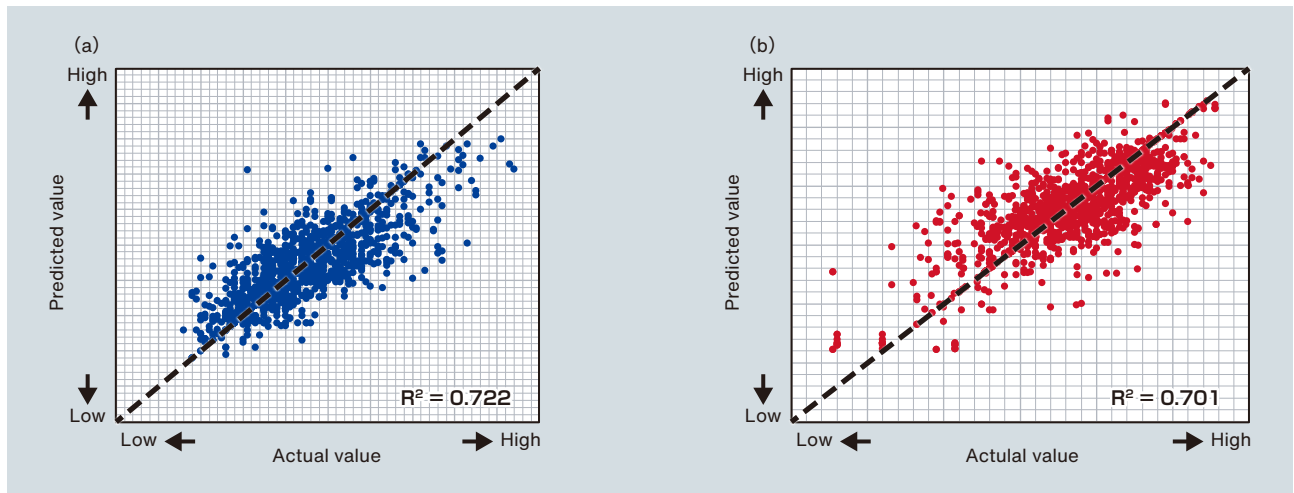 (a)
High
Predicted value
Low
R² = 0.722
Low
High
Actual value
(b)
High
Predicted value
Low
R² = 0.701
Low
High
Actulal value